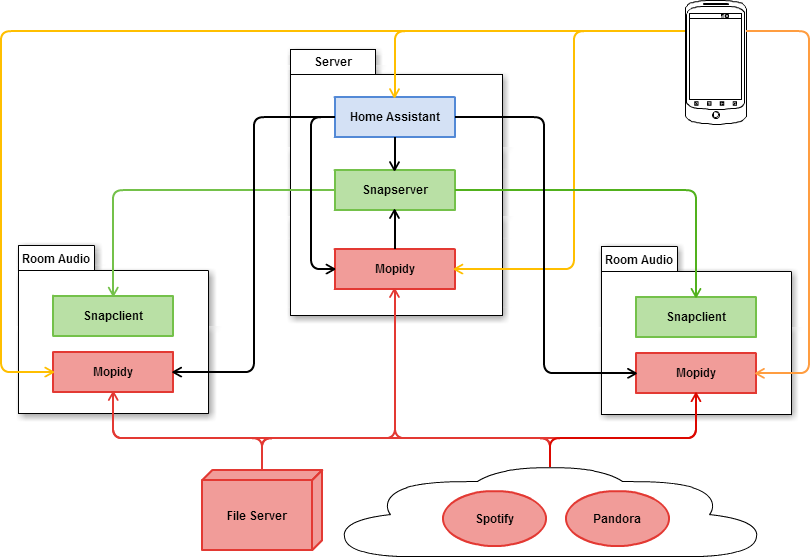 Server
Home Assistant
Snapserver
Mopidy
Room Audio
Snapclient
Mopidy
Room Audio
Snapclient
Mopidy
File Server
Spotify
Pandora